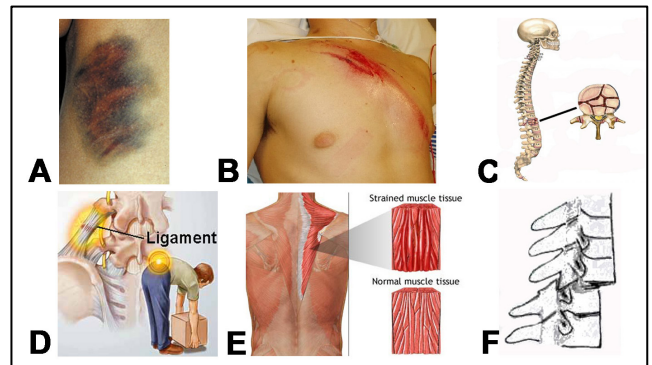 A
B
C
Ligament
D
Strained muscle tissue
Normal muscle tissue
E
F